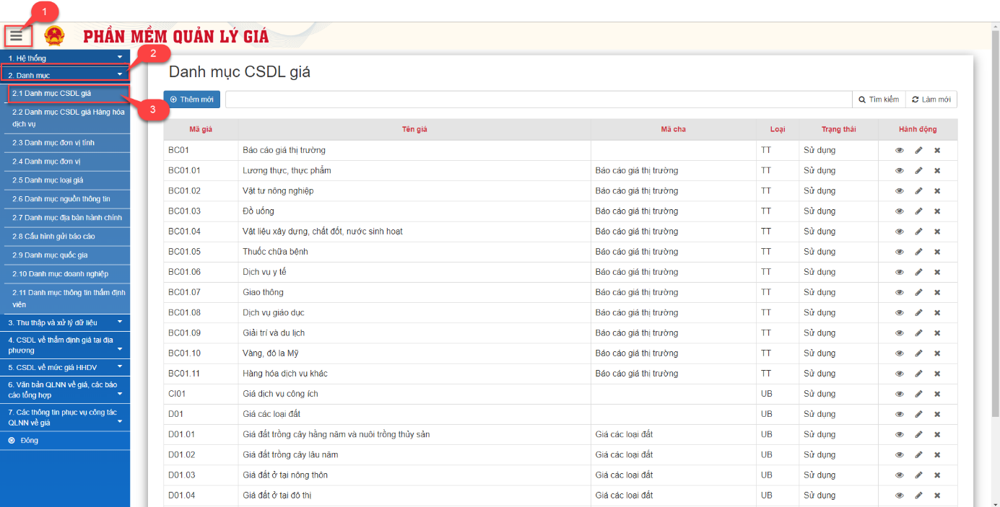 1
PHẦN MỀM QUẢN LÝ GIÁ
1. Hệ thống
2
2. Danh mục
2.1 Danh mục CSDL giá
3
2.2 Danh mục CSDL giá Hàng hóa
dịch vụ
2.3 Danh mục đơn vị tính
2.4 Danh mục đơn vị
2.5 Danh mục loại giá
2.6 Danh mục nguồn thông tin
2.7 Danh mục địa bàn hành chính
2.8 Cấu hình gửi báo cáo
2.9 Danh mục quốc gia
2.10 Danh mục doanh nghiệp
2.11 Danh mục thông tin thẩm định
viên
3. Thu thập và xử lý dữ liệu
4. CSDL về thẩm định giá tại địa
phương
5. CSDL về mức giá HHDV
6. Văn bản QLNN về giá, các báo
cáo tổng hợp
7. Các thông tin phục vụ công tác
QLNN về giá
Đóng
Danh mục CSDL giá
Thêm mới Tìm kiếm Làm mới
Mã giá Tên giá Mã cha Loại Trạng thái Hành động
BC01 Báo cáo giá thị trường TT Sử dụng
BC01.01 Lương thực, thực phẩm Báo cáo giá thị trường TT Sử dụng
BC01.02 Vật tư nông nghiệp Báo cáo giá thị trường TT Sử dụng
BC01.03 Đồ uống Báo cáo giá thị trường TT Sử dụng
BC01.04 Vật liệu xây dựng, chất đốt, nước sinh hoạt Báo cáo giá thị trường TT Sử dụng
BC01.05 Thuốc chữa bệnh Báo cáo giá thị trường TT Sử dụng
BC01.06 Dịch vụ y tế Báo cáo giá thị trường TT Sử dụng
BC01.07 Giao thông Báo cáo giá thị trường TT Sử dụng
BC01.08 Dịch vụ giáo dục Báo cáo giá thị trường TT Sử dụng
BC01.09 Giải trí và du lịch Báo cáo giá thị trường TT Sử dụng
BC01.10 Vàng, đô la Mỹ Báo cáo giá thị trường TT Sử dụng
BC01.11 Hàng hóa dịch vụ khác Báo cáo giá thị trường TT Sử dụng
CI01 Giá dịch vụ công ích UB Sử dụng
D01 Giá các loại đất UB Sử dụng
D01.01 Giá đất trồng cây hằng năm và nuôi trồng thủy sản Giá các loại đất UB Sử dụng
D01.02 Giá đất trồng cây lâu năm Giá các loại đất UB Sử dụng
D01.03 Giá đất ở tại nông thôn Giá các loại đất UB Sử dụng
D01.04 Giá đất ở tại đô thị Giá các loại đất UB Sử dụng